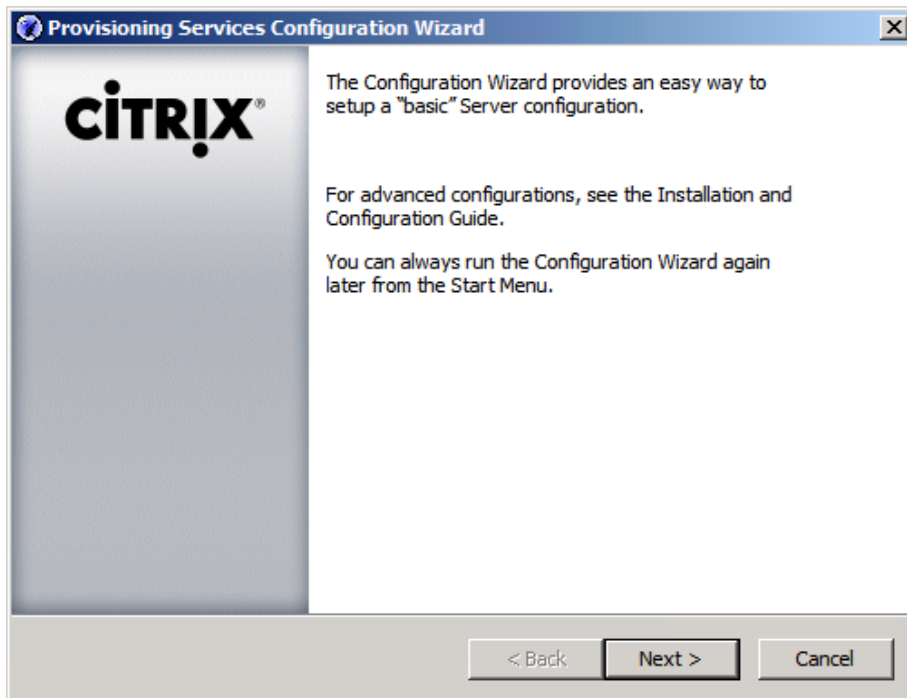 Provisioning Services Configuration Wizard
CİTRIX®
The Configuration Wizard provides an easy way to
setup a "basic" Server configuration.
For advanced configurations, see the Installation and
Configuration Guide.
You can always run the Configuration Wizard again
later from the Start Menu.
< Back
Next >
Cancel